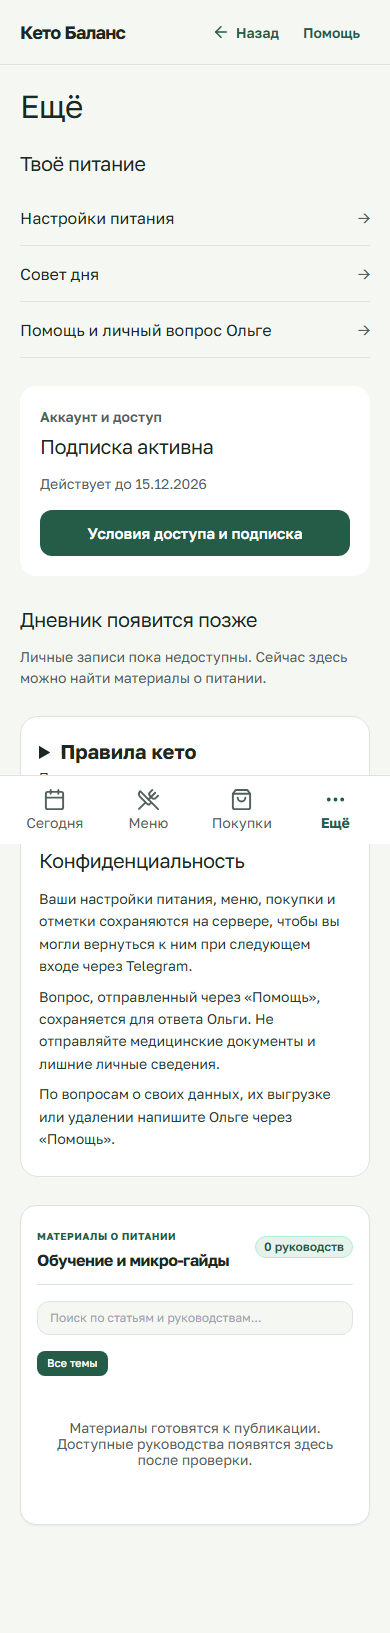 Кето Баланс
← Назад
Помощь
Ещё
Твоё питание
Настройки питания →
Совет дня →
Помощь и личный вопрос Ольге →
Аккаунт и доступ
Подписка активна
Действует до 15.12.2026
Условия доступа и подписка
Дневник появится позже
Личные записи пока недоступны. Сейчас здесь
можно найти материалы о питании.
▶ Правила кето
Сегодня
Меню
Покупки
Ещё
Конфиденциальность
Ваши настройки питания, меню, покупки и
отметки сохраняются на сервере, чтобы вы
могли вернуться к ним при следующем
входе через Telegram.
Вопрос, отправленный через «Помощь»,
сохраняется для ответа Ольги. Не
отправляйте медицинские документы и
лишние личные сведения.
По вопросам о своих данных, их выгрузке
или удалении напишите Ольге через
«Помощь».
МАТЕРИАЛЫ О ПИТАНИИ
Обучение и микро-гайды
0 руководств
Поиск по статьям и руководствам...
Все темы
Материалы готовятся к публикации.
Доступные руководства появятся здесь
после проверки.